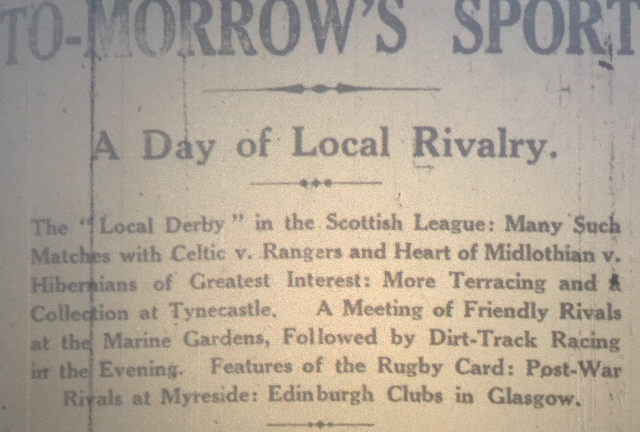 TO-MORROW'S SPORT
A Day of Local Rivalry.
The "Local Derby" in the Scottish League: Many Such
Matches with Celtic v. Rangers and Heart of Midlothian v.
Hibernians of Greatest Interest: More Terracing and A
Collection at Tynecastle. A Meeting of Friendly Rivals
at the Marine Gardens, Followed by Dirt-Track Racing
in the Evening. Features of the Rugby Card: Post-War
Rivals at Myreside: Edinburgh Clubs in Glasgow.